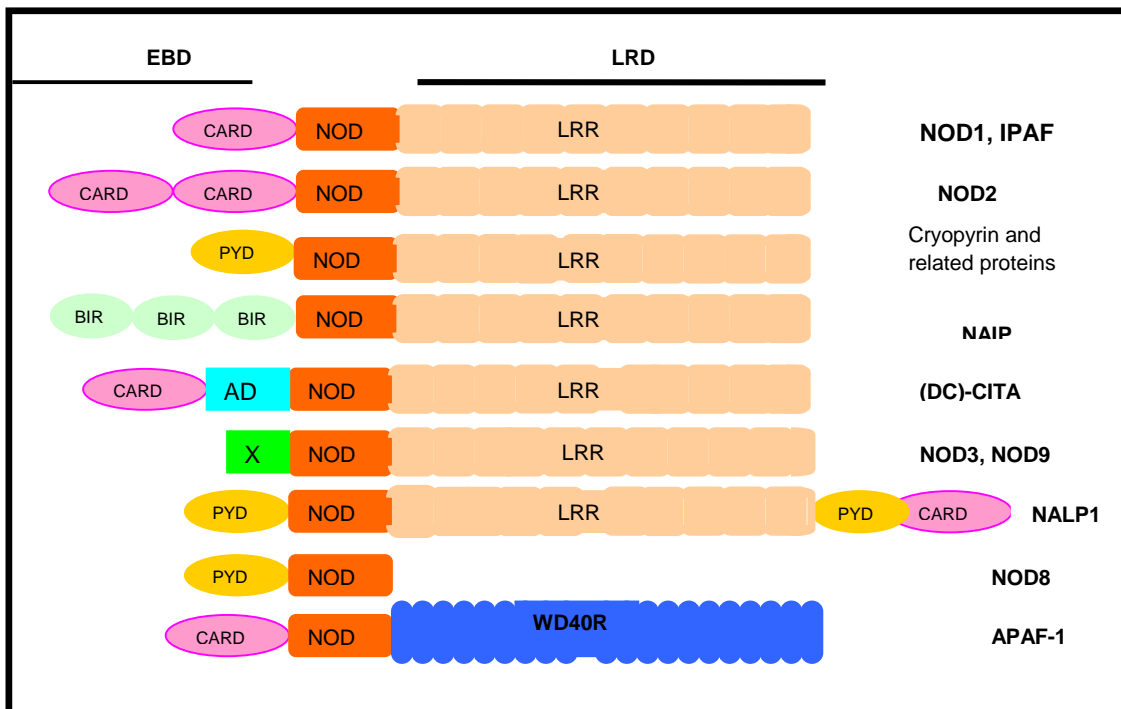 EBD LRD
CARD NOD LRR NOD1, IPAF
CARD CARD NOD LRR NOD2
PYD NOD LRR Cryopyrin and
related proteins
BIR BIR BIR NOD LRR NAIP
CARD AD NOD LRR (DC)-CITA
X NOD LRR NOD3, NOD9
PYD NOD LRR PYD CARD NALP1
PYD NOD NOD8
CARD NOD WD40R APAF-1